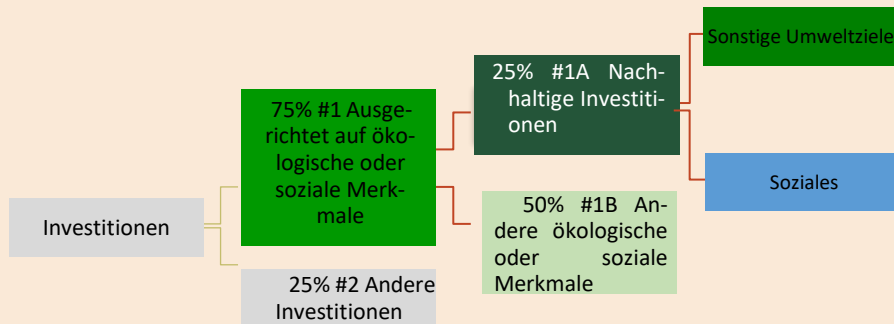 Investitionen
75% #1 Ausge-
richtet auf öko-
logische oder
soziale Merk-
male
25% #2 Andere
Investitionen
25% #1A Nach-
haltige Investiti-
onen
50% #1B An-
dere ökologische
oder soziale
Merkmale
Sonstige Umweltziele
Soziales